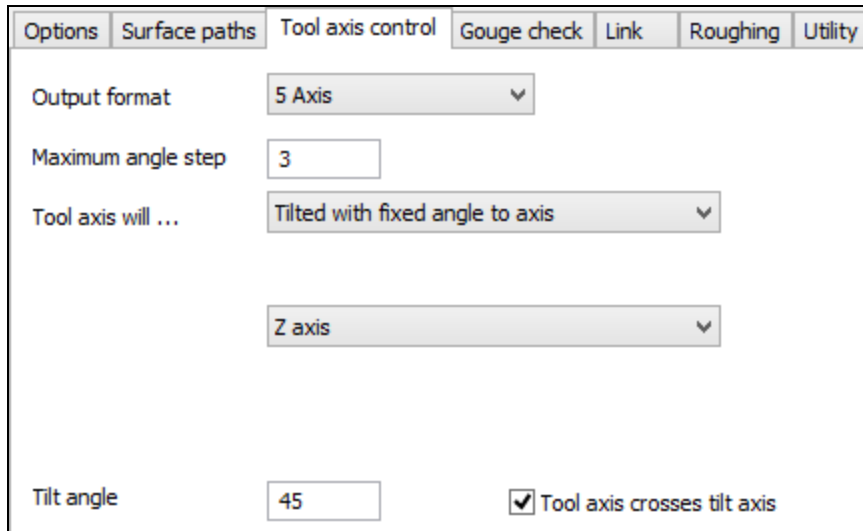 Options Surface paths Tool axis control Gouge check Link Roughing Utility
Output format 5 Axis
Maximum angle step 3
Tool axis will ... Tilted with fixed angle to axis
Z axis
Tilt angle 45 Tool axis crosses tilt axis